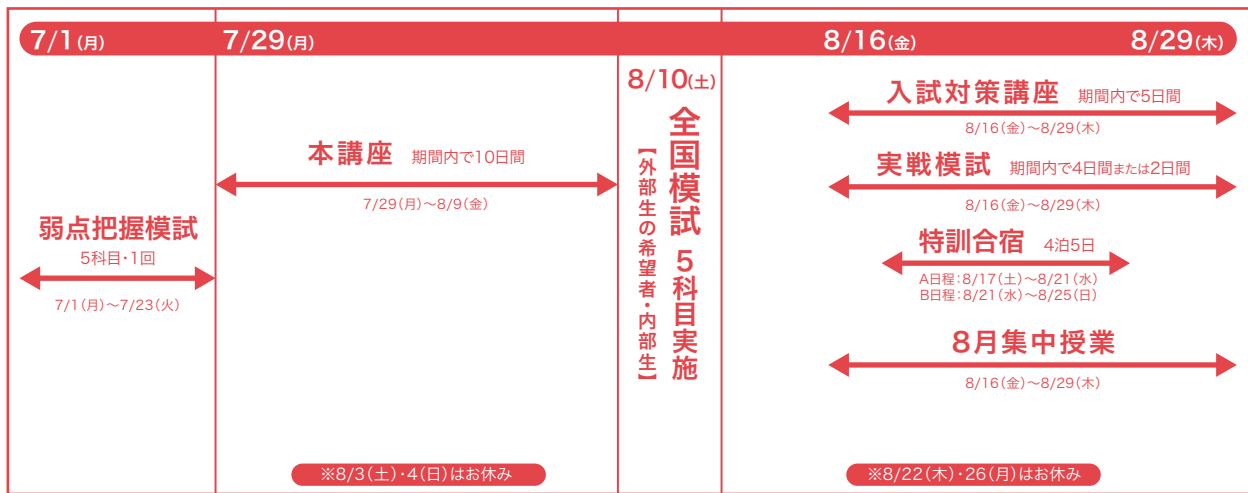 7/1(月)
7/29(月)
8/16(金)
8/29(木)
弱点把握模試
5科目・1回
7/1(月)～7/23(火)
本講座 期間内で10日間
7/29(月)～8/9(金)
※8/3(土)・4(日)はお休み
8/10(土)
全国模試 5科目実施
【外部生の希望者・内部生】
入試対策講座 期間内で5日間
8/16(金)～8/29(木)
実戦模試 期間内で4日間または2日間
8/16(金)～8/29(木)
特訓合宿 4泊5日
A日程：8/17(土)～8/21(水)
B日程：8/21(水)～8/25(日)
8月集中授業
8/16(金)～8/29(木)
※8/22(木)・26(月)はお休み